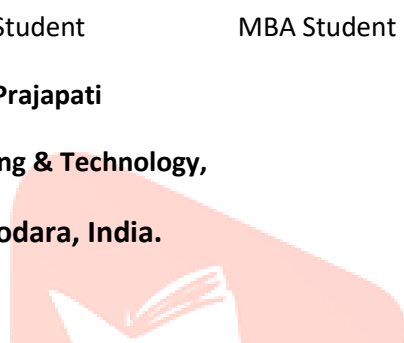 Student MBA Student
Prajapati
ng & Technology,
odara, India.